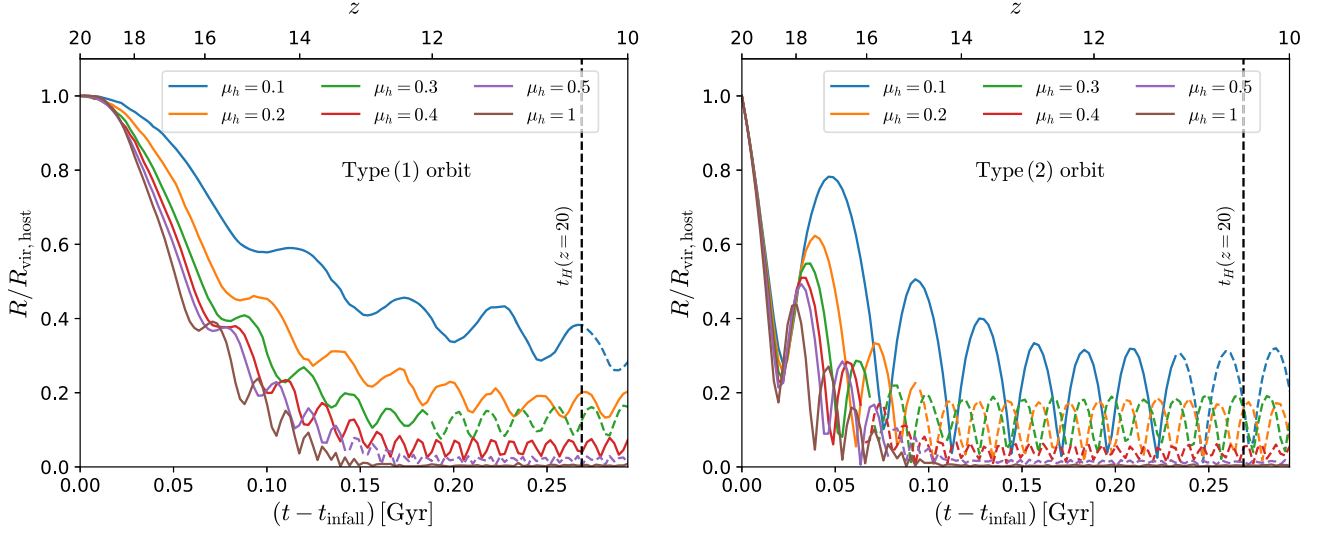 z
20 18 16 14 12 10
μ_h = 0.1 μ_h = 0.3 μ_h = 0.5
μ_h = 0.2 μ_h = 0.4 μ_h = 1
Type (1) orbit
t_H(z = 20)
R/R_vir, host
1.0
0.8
0.6
0.4
0.2
0.0
0.00 0.05 0.10 0.15 0.20 0.25
(t − t_infall) [Gyr]
z
20 18 16 14 12 10
μ_h = 0.1 μ_h = 0.3 μ_h = 0.5
μ_h = 0.2 μ_h = 0.4 μ_h = 1
Type (2) orbit
t_H(z = 20)
R/R_vir, host
1.0
0.8
0.6
0.4
0.2
0.0
0.00 0.05 0.10 0.15 0.20 0.25
(t − t_infall) [Gyr]